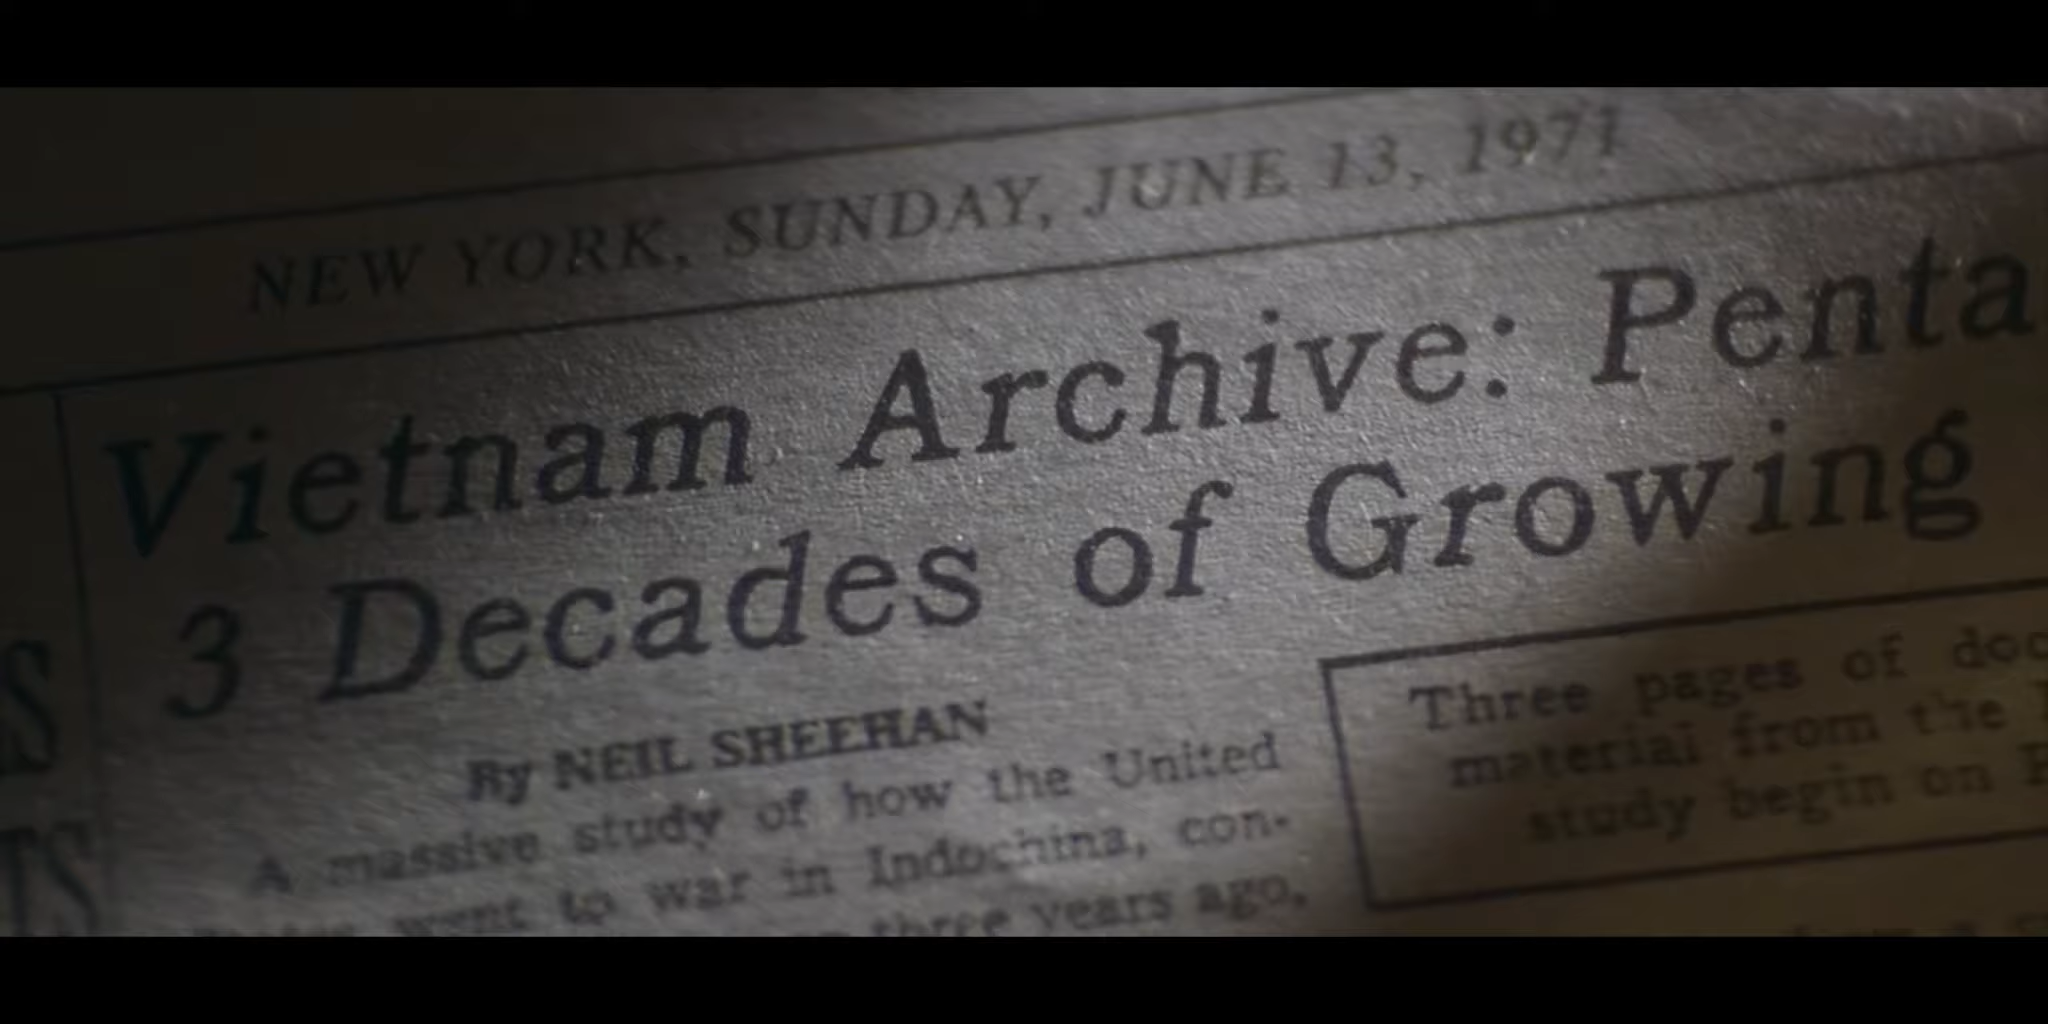 NEW YORK, SUNDAY, JUNE 13, 1971
Vietnam Archive: Penta
3 Decades of Growing
By NEIL SHEEHAN
A massive study of how the United
went to war in Indochina, con-
three years ago,
Three pages of doc
material from the
study begin on P
S
TS